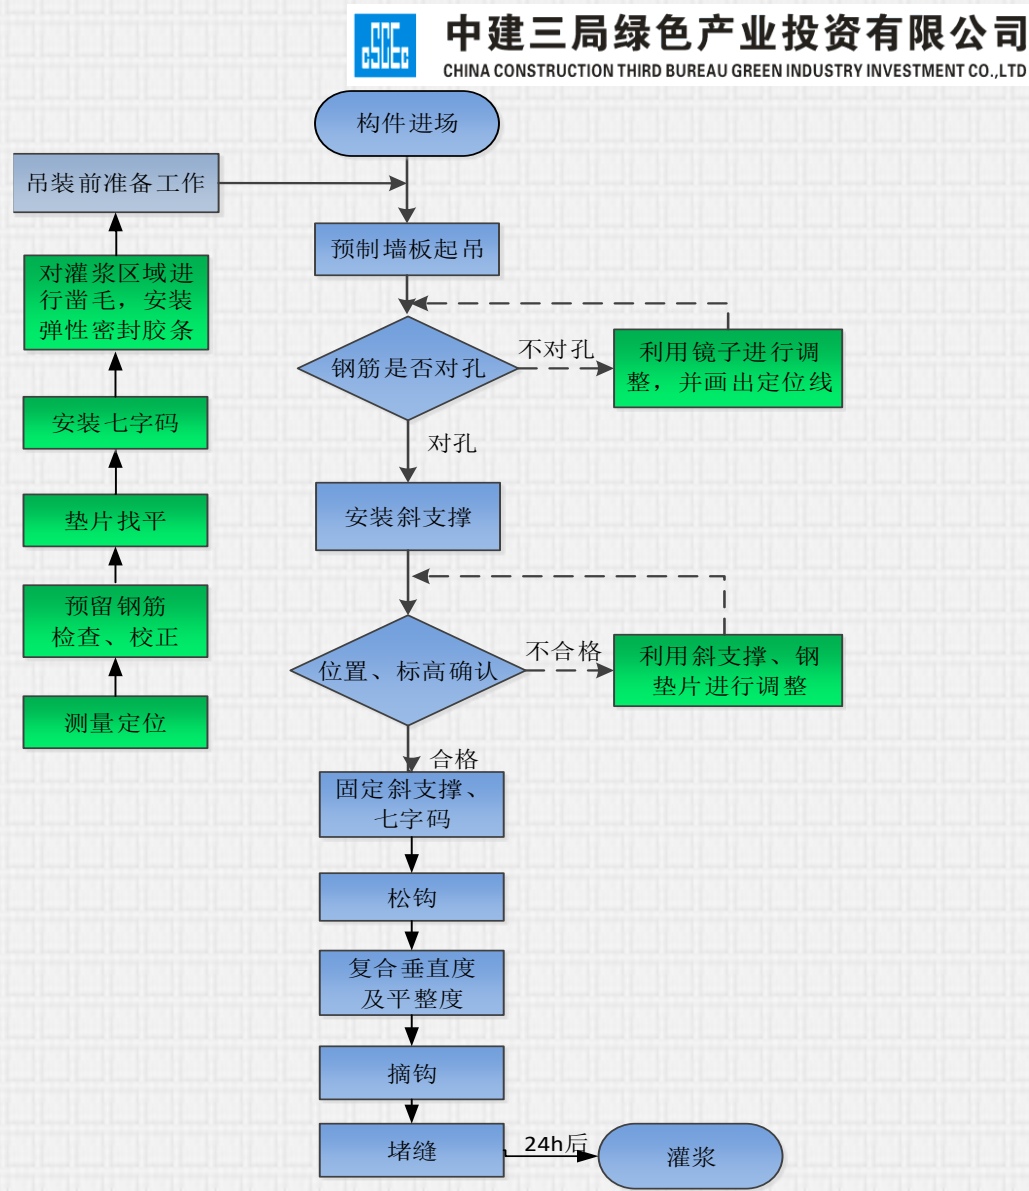 cSCEc
中建三局绿色产业投资有限公司
CHINA CONSTRUCTION THIRD BUREAU GREEN INDUSTRY INVESTMENT CO.,LTD
构件进场
吊装前准备工作
预制墙板起吊
对灌浆区域进
行凿毛，安装
弹性密封胶条
钢筋是否对孔
不对孔
利用镜子进行调
整，并画出定位线
安装七字码
对孔
垫片找平
安装斜支撑
预留钢筋
检查、校正
位置、标高确认
不合格
利用斜支撑、钢
垫片进行调整
测量定位
合格
固定斜支撑、
七字码
松钩
复合垂直度
及平整度
摘钩
堵缝
24h后
灌浆